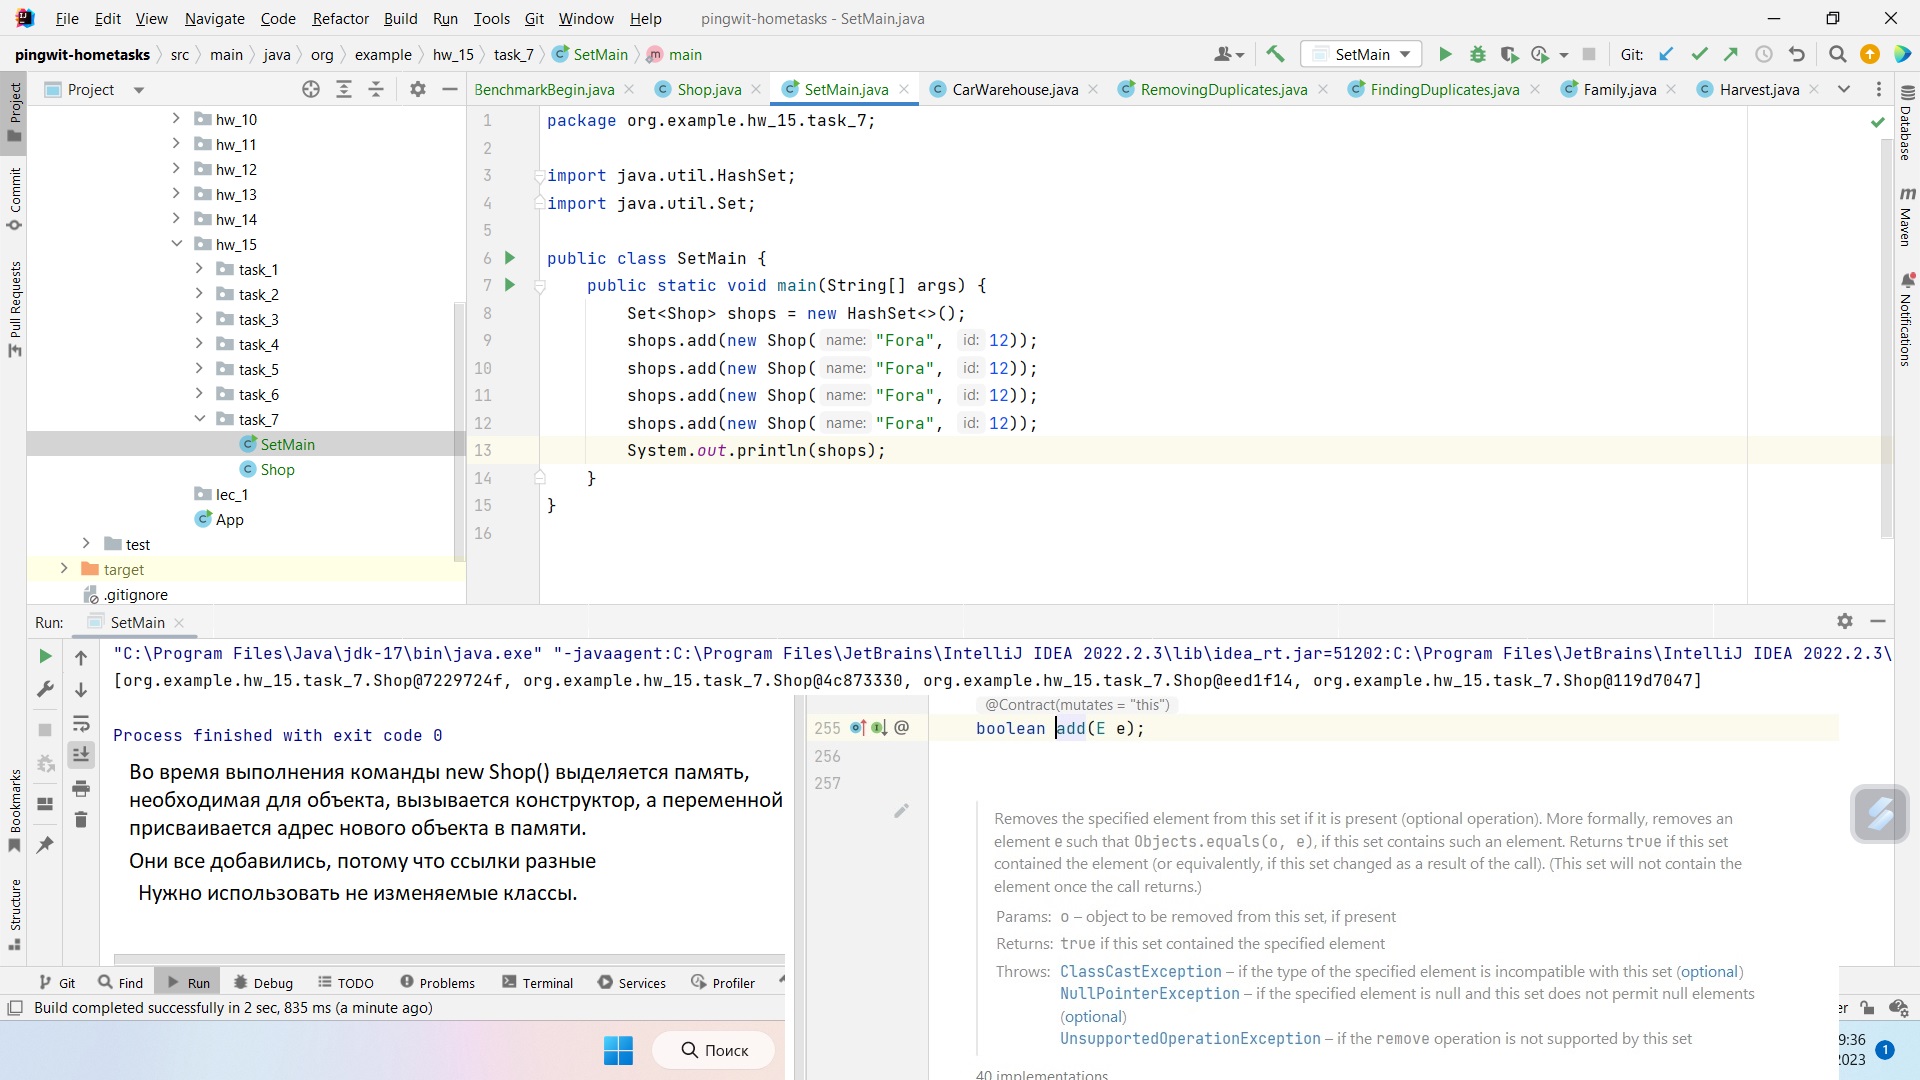 File Edit View Navigate Code Refactor Build Run Tools Git Window Help pingwit-hometasks - SetMain.java
pingwit-hometasks src main java org example hw_15 task_7 SetMain main SetMain Git:
Project
BenchmarkBegin.java Shop.java SetMain.java CarWarehouse.java RemovingDuplicates.java FindingDuplicates.java Family.java Harvest.java
Project
Commit
Pull Requests
Bookmarks
Structure
hw_10
hw_11
hw_12
hw_13
hw_14
hw_15
task_1
task_2
task_3
task_4
task_5
task_6
task_7
SetMain
Shop
lec_1
App
test
target
.gitignore
1 package org.example.hw_15.task_7;
2
3 import java.util.HashSet;
4 import java.util.Set;
5
6 public class SetMain {
7 public static void main(String[] args) {
8 Set<Shop> shops = new HashSet<>();
9 shops.add(new Shop( name: "Fora", id: 12));
10 shops.add(new Shop( name: "Fora", id: 12));
11 shops.add(new Shop( name: "Fora", id: 12));
12 shops.add(new Shop( name: "Fora", id: 12));
13 System.out.println(shops);
14 }
15 }
16
Database
Maven
Notifications
Run: SetMain
"C:\Program Files\Java\jdk-17\bin\java.exe" "-javaagent:C:\Program Files\JetBrains\IntelliJ IDEA 2022.2.3\lib\idea_rt.jar=51202:C:\Program Files\JetBrains\IntelliJ IDEA 2022.2.3\
[org.example.hw_15.task_7.Shop@7229724f, org.example.hw_15.task_7.Shop@4c873330, org.example.hw_15.task_7.Shop@eed1f14, org.example.hw_15.task_7.Shop@119d7047]
Process finished with exit code 0
Во время выполнения команды new Shop() выделяется память,
необходимая для объекта, вызывается конструктор, а переменной
присваивается адрес нового объекта в памяти.
Они все добавились, потому что ссылки разные
Нужно использовать не изменяемые классы.
@Contract(mutates = "this")
255 @ boolean add(E e);
256
257
Removes the specified element from this set if it is present (optional operation). More formally, removes an
element e such that Objects.equals(o, e), if this set contains such an element. Returns true if this set
contained the element (or equivalently, if this set changed as a result of the call). (This set will not contain the
element once the call returns.)
Params: o – object to be removed from this set, if present
Returns: true if this set contained the specified element
Throws: ClassCastException – if the type of the specified element is incompatible with this set (optional)
NullPointerException – if the specified element is null and this set does not permit null elements
(optional)
UnsupportedOperationException – if the remove operation is not supported by this set
40 implementations
Git Find Run Debug TODO Problems Terminal Services Profiler
Build completed successfully in 2 sec, 835 ms (a minute ago)
er
Поиск
9:36
2023
1